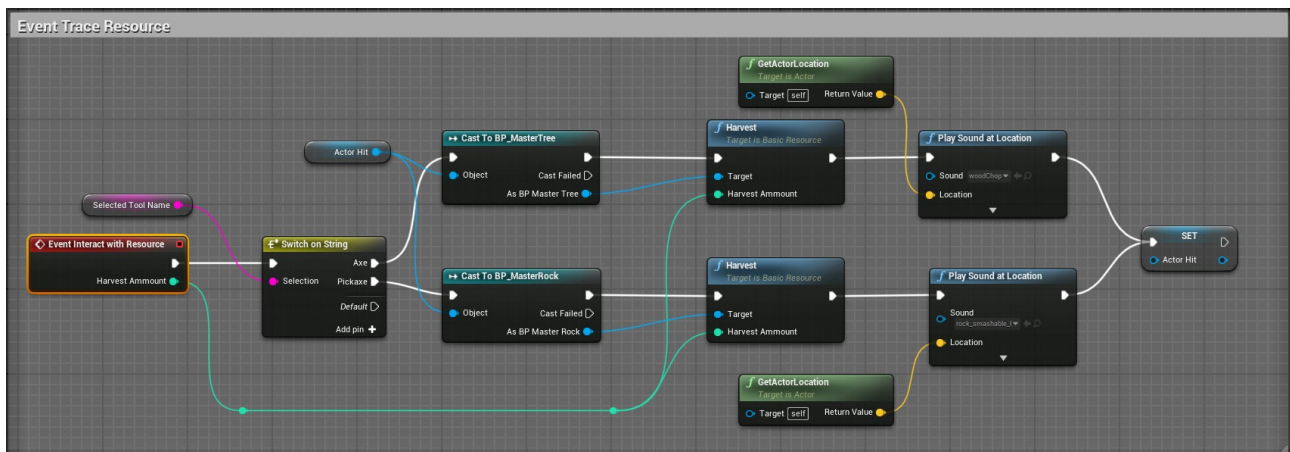 Event Trace Resource
GetActorLocation
Target is Actor
Target self Return Value
Cast To BP_MasterTree
Object Cast Failed
As BP Master Tree
Harvest
Target is Basic Resource
Target
Harvest Ammount
Play Sound at Location
Sound woodChop
Location
Actor Hit
Selected Tool Name
Event Interact with Resource
Harvest Ammount
Switch on String
Axe
Selection Pickaxe
Default
Add pin
Cast To BP_MasterRock
Object Cast Failed
As BP Master Rock
Harvest
Target is Basic Resource
Target
Harvest Ammount
Play Sound at Location
Sound
rock_smashable_
Location
SET
Actor Hit
GetActorLocation
Target is Actor
Target self Return Value